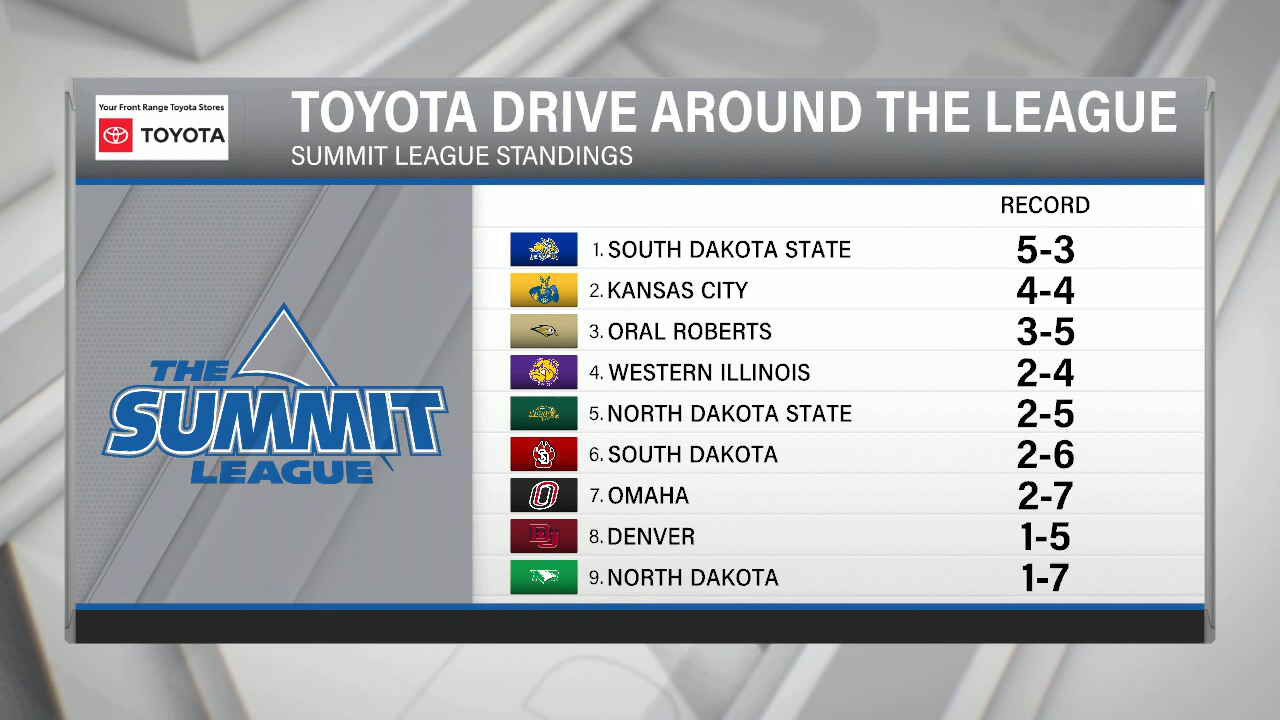 Your Front Range Toyota Stores
TOYOTA
TOYOTA DRIVE AROUND THE LEAGUE
SUMMIT LEAGUE STANDINGS
THE
SUMMIT
LEAGUE
RECORD
1. SOUTH DAKOTA STATE 5-3
2. KANSAS CITY 4-4
3. ORAL ROBERTS 3-5
4. WESTERN ILLINOIS 2-4
5. NORTH DAKOTA STATE 2-5
6. SOUTH DAKOTA 2-6
7. OMAHA 2-7
8. DENVER 1-5
9. NORTH DAKOTA 1-7